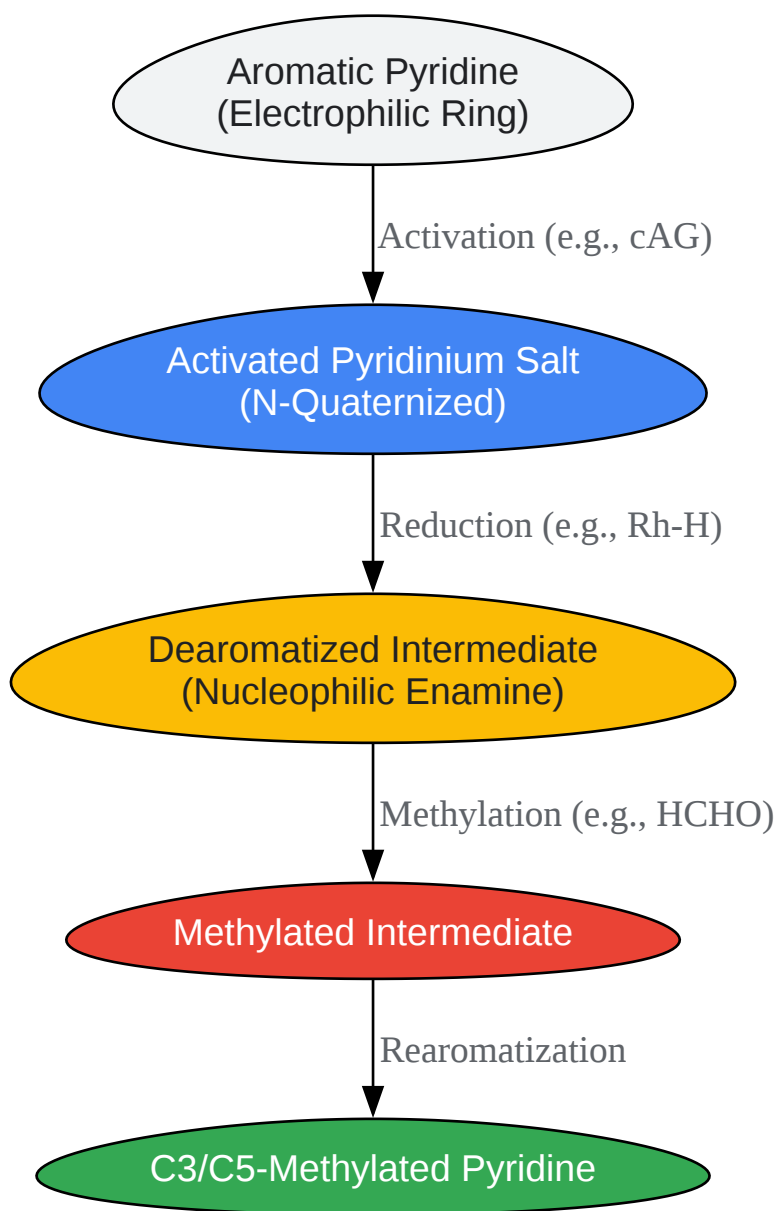 Aromatic Pyridine
(Electrophilic Ring)
Activation (e.g., cAG)
Activated Pyridinium Salt
(N-Quaternized)
Reduction (e.g., Rh-H)
Dearomatized Intermediate
(Nucleophilic Enamine)
Methylation (e.g., HCHO)
Methylated Intermediate
Rearomatization
C3/C5-Methylated Pyridine